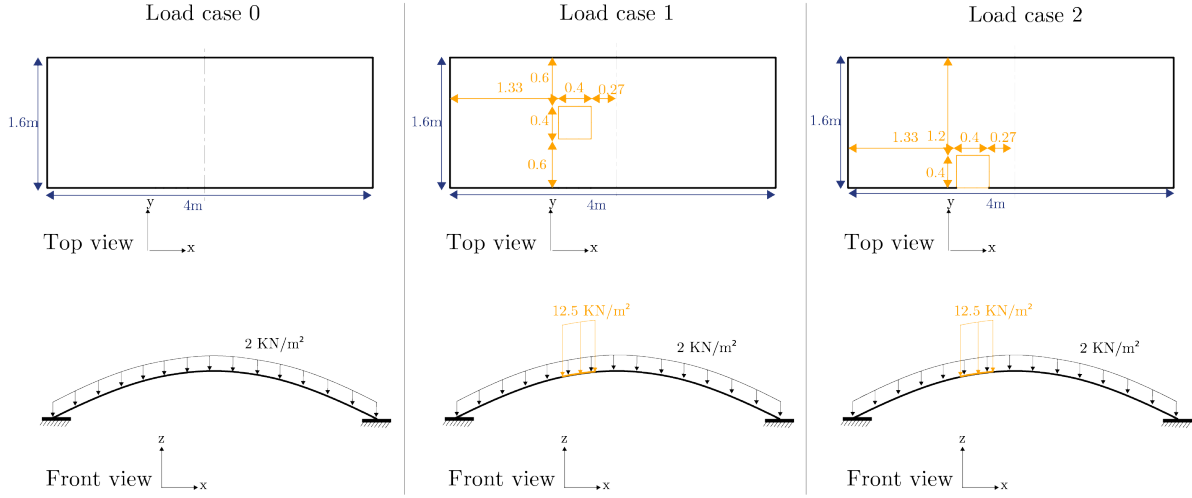 Load case 0
1.6m
4m
y
x
Top view
2 KN/m²
z
x
Front view
Load case 1
0.6
1.33
0.4
0.27
1.6m
0.4
0.6
4m
y
x
Top view
12.5 KN/m²
2 KN/m²
z
x
Front view
Load case 2
1.6m
1.33
1.2
0.4
0.27
0.4
4m
y
x
Top view
12.5 KN/m²
2 KN/m²
z
x
Front view